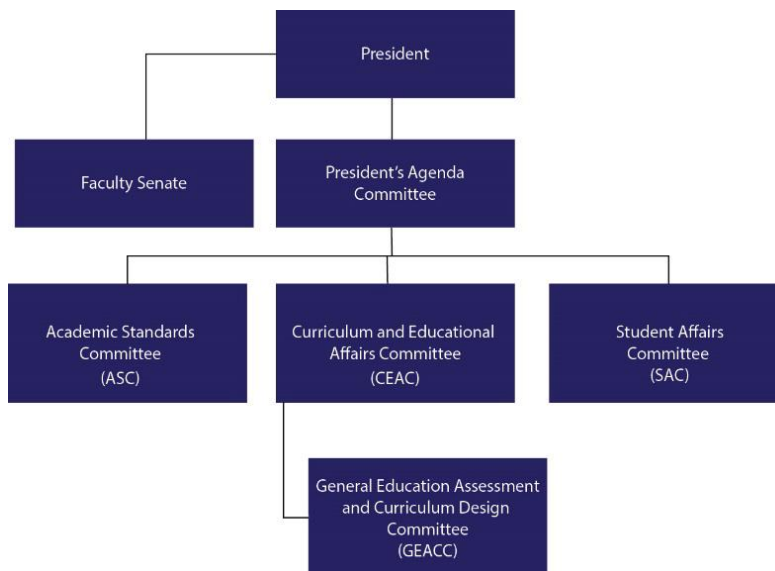 President
Faculty Senate
President's Agenda
Committee
Academic Standards
Committee
(ASC)
Curriculum and Educational
Affairs Committee
(CEAC)
Student Affairs
Committee
(SAC)
General Education Assessment
and Curriculum Design
Committee
(GEACC)